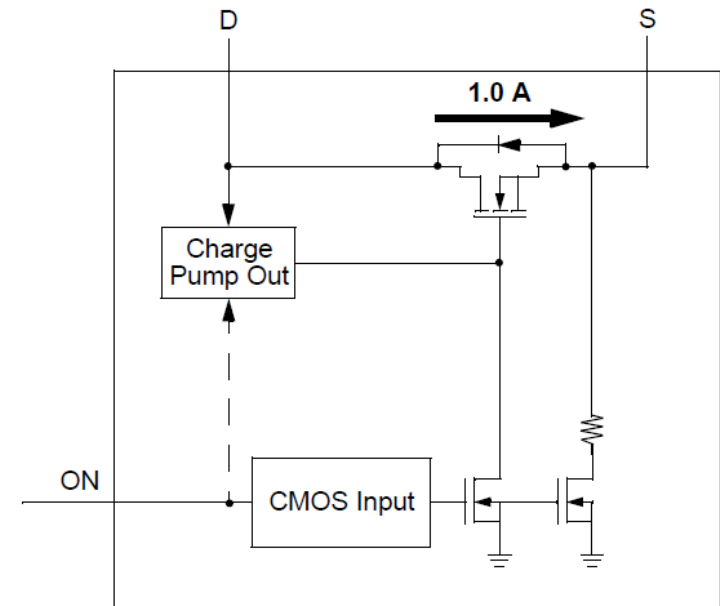 D
S
1.0 A
Charge
Pump Out
ON
CMOS Input